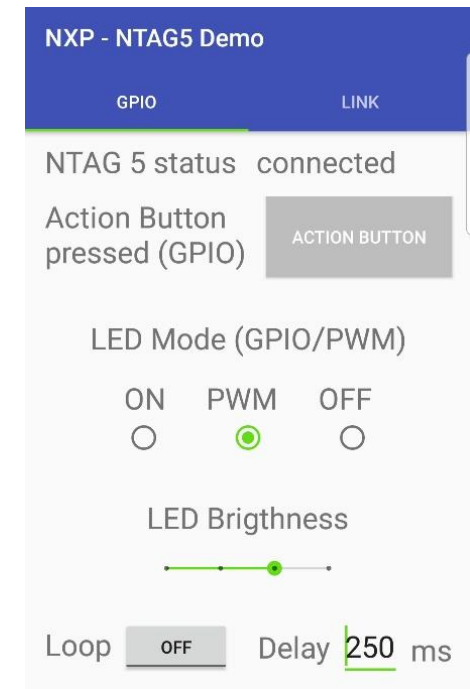 NXP - NTAG5 Demo
GPIO LINK
NTAG 5 status connected
Action Button
pressed (GPIO)
ACTION BUTTON
LED Mode (GPIO/PWM)
ON PWM OFF
LED Brigthness
Loop OFF Delay 250 ms